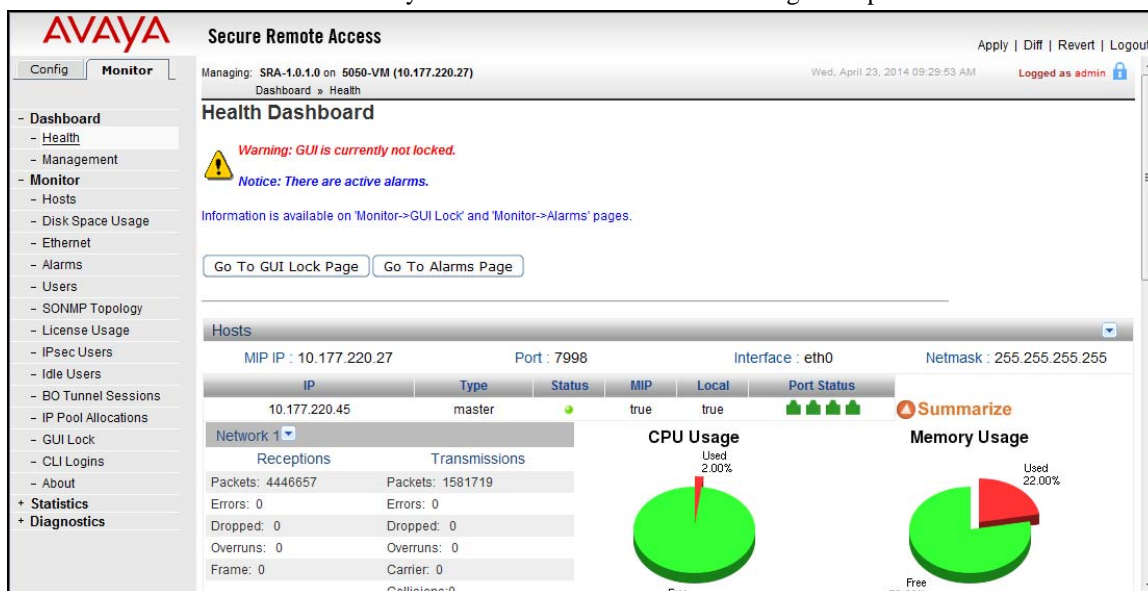 AVAYA
Secure Remote Access
Apply | Diff | Revert | Logout
Config Monitor
Managing: SRA-1.0.1.0 on 5050-VM (10.177.220.27)
Wed, April 23, 2014 09:29:53 AM
Logged as admin
Dashboard » Health
- Dashboard
- Health
- Management
- Monitor
- Hosts
- Disk Space Usage
- Ethernet
- Alarms
- Users
- SONMP Topology
- License Usage
- IPsec Users
- Idle Users
- BO Tunnel Sessions
- IP Pool Allocations
- GUI Lock
- CLI Logins
- About
+ Statistics
+ Diagnostics
Health Dashboard
Warning: GUI is currently not locked.
Notice: There are active alarms.
Information is available on 'Monitor->GUI Lock' and 'Monitor->Alarms' pages.
Go To GUI Lock Page Go To Alarms Page
Hosts
MIP IP : 10.177.220.27 Port : 7998 Interface : eth0 Netmask : 255.255.255.255
IP Type Status MIP Local Port Status
10.177.220.45 master true true
Summarize
Network 1
Receptions Transmissions
Packets: 4446657 Packets: 1581719
Errors: 0 Errors: 0
Dropped: 0 Dropped: 0
Overruns: 0 Overruns: 0
Frame: 0 Carrier: 0
CPU Usage
Used
2.00%
Memory Usage
Used
22.00%
Free